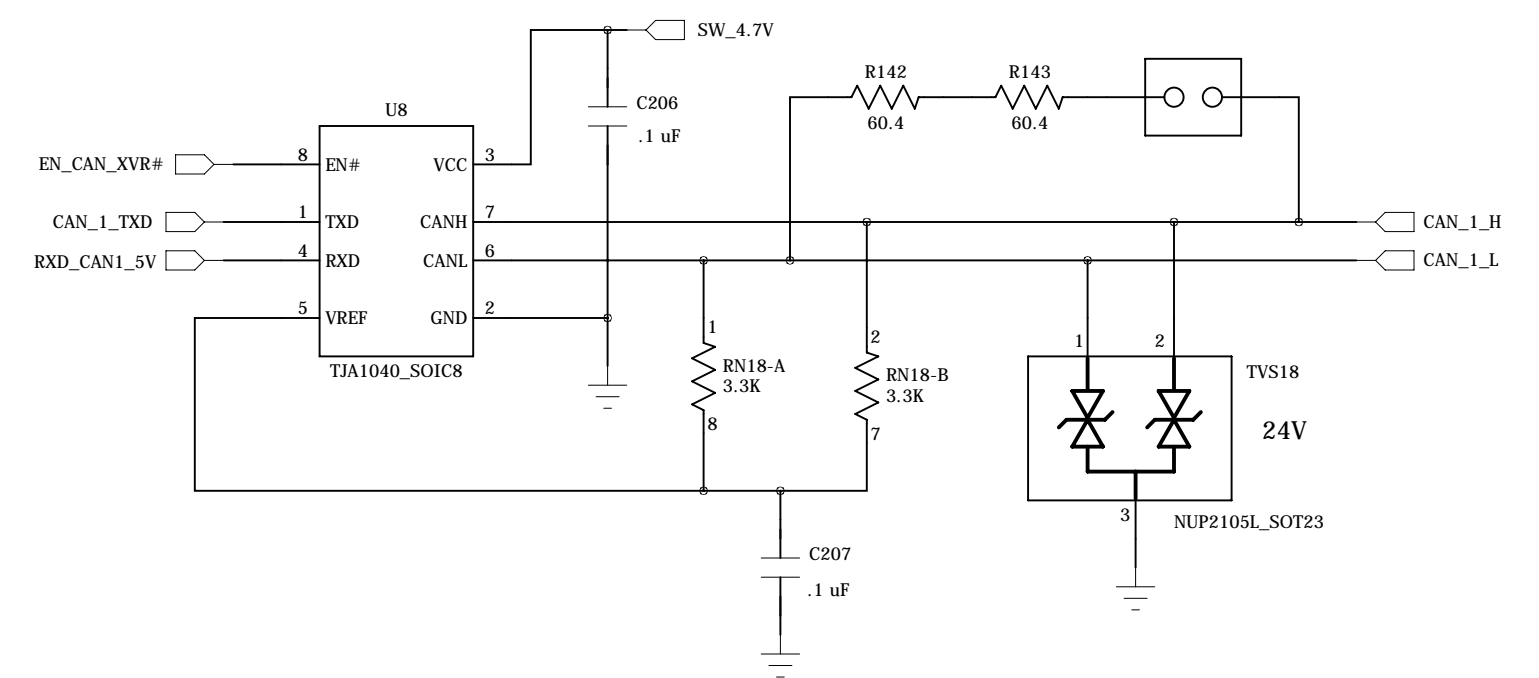 SW_4.7V
R142
R143
60.4
60.4
C206
.1 uF
U8
EN_CAN_XVR#
8
EN#
VCC
3
CAN_1_TXD
1
TXD
CANH
7
CAN_1_H
RXD_CAN1_5V
4
RXD
CANL
6
CAN_1_L
5
VREF
GND
2
TJA1040_SOIC8
1
RN18-A
3.3K
8
2
RN18-B
3.3K
7
1
2
TVS18
24V
3
NUP2105L_SOT23
C207
.1 uF